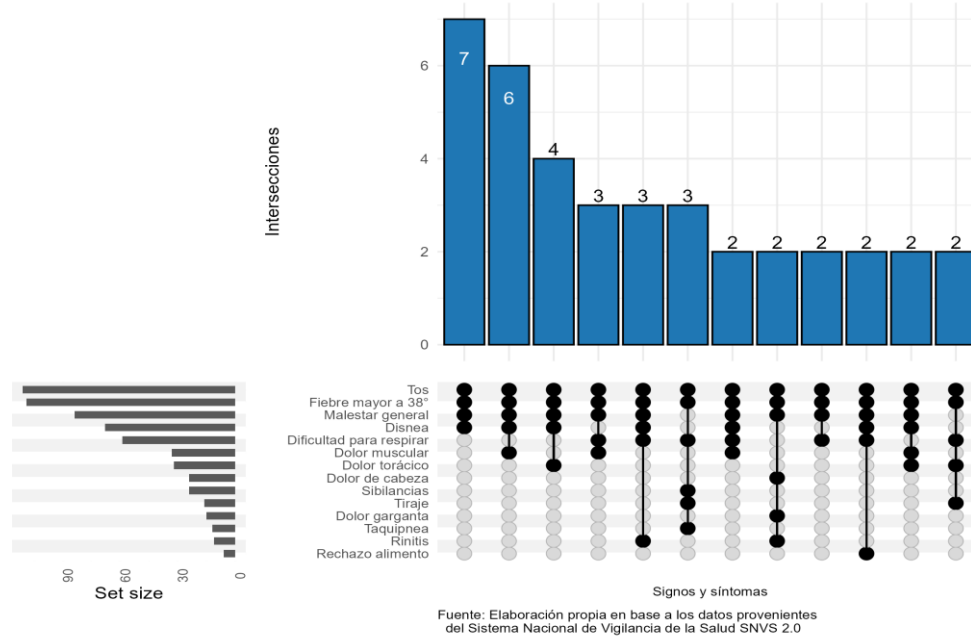 7
6
4
3
3
3
2
2
2
2
2
2
6
4
2
0
Intersecciones
Tos
Fiebre mayor a 38°
Malestar general
Disnea
Dificultad para respirar
Dolor muscular
Dolor torácico
Dolor de cabeza
Sibilancias
Tiraje
Dolor garganta
Taquipnea
Rinitis
Rechazo alimento
90
60
30
0
Set size
Signos y síntomas
Fuente: Elaboración propia en base a los datos provenientes
del Sistema Nacional de Vigilancia de la Salud SNVS 2.0